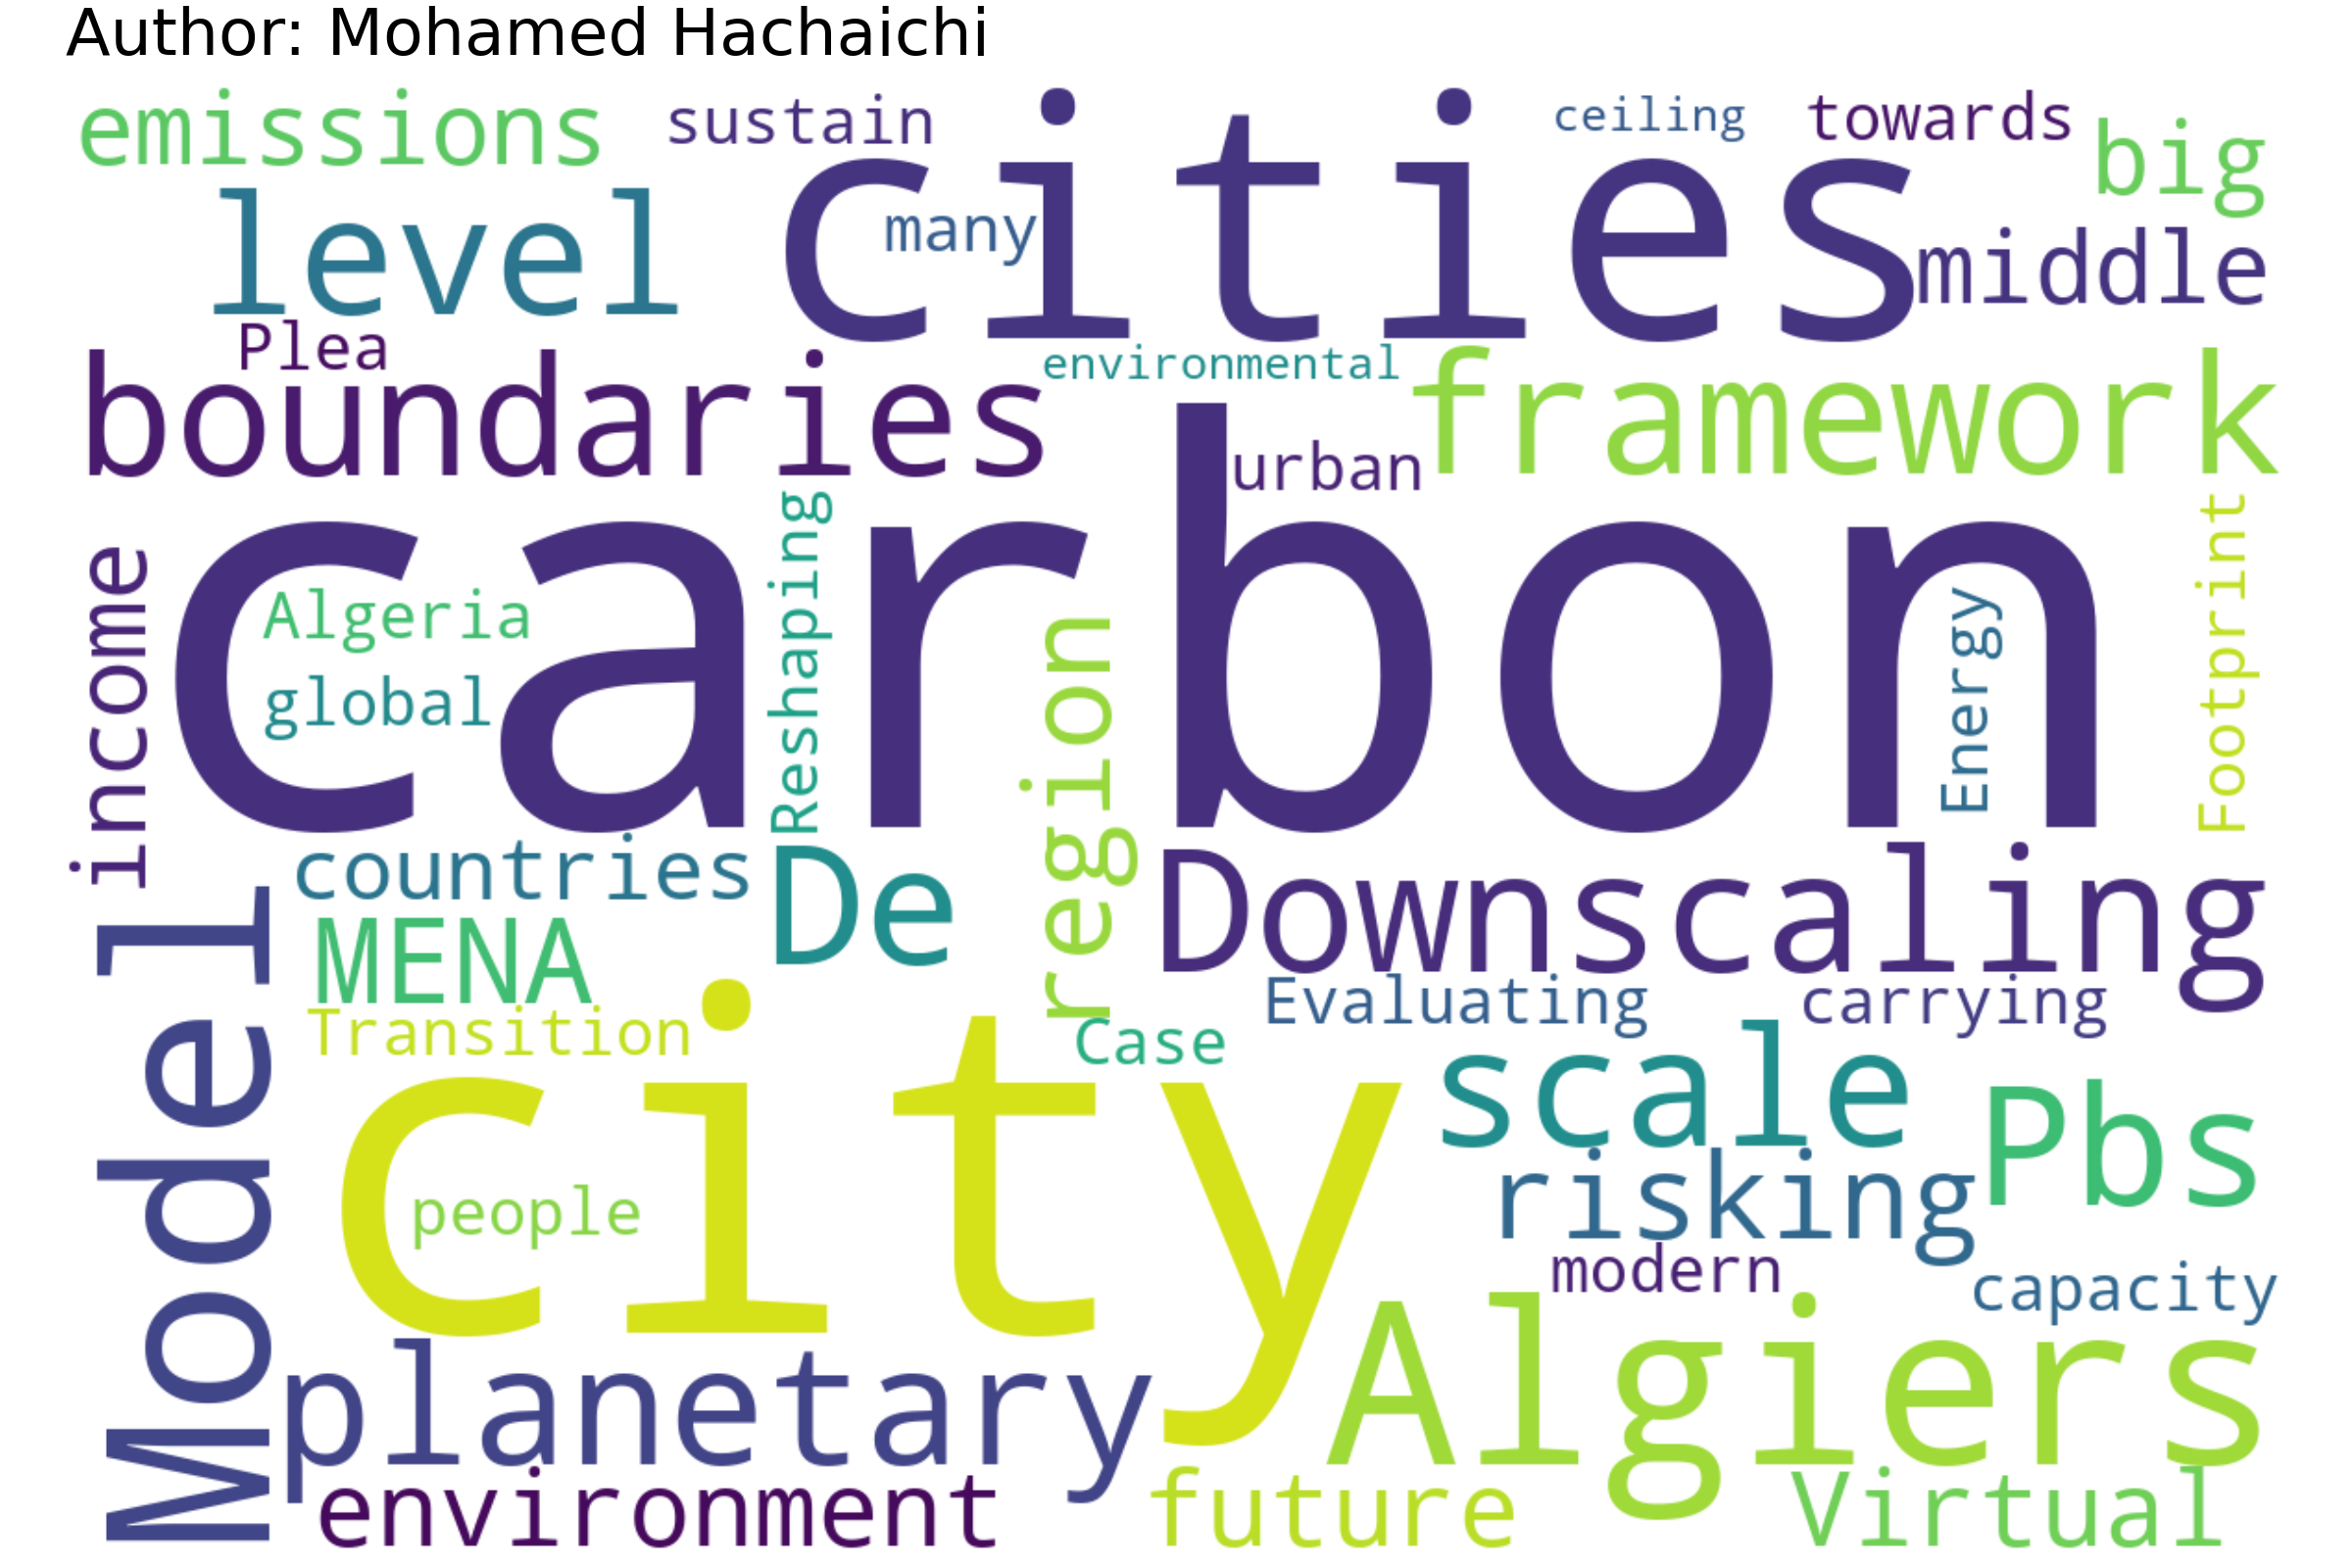 Author: Mohamed Hachaichi
emissions
sustain
cities
ceiling
towards
big
level
many
middle
Plea
boundaries
environmental
framework
urban
carbon
income
Algeria
global
Reshaping
region
Energy
Footprint
countries
De
Downscaling
Model
MENA
Transition
city
Case
Evaluating
carrying
scale
Pbs
people
risking
modern
capacity
planetary
Algiers
environment
future
Virtual